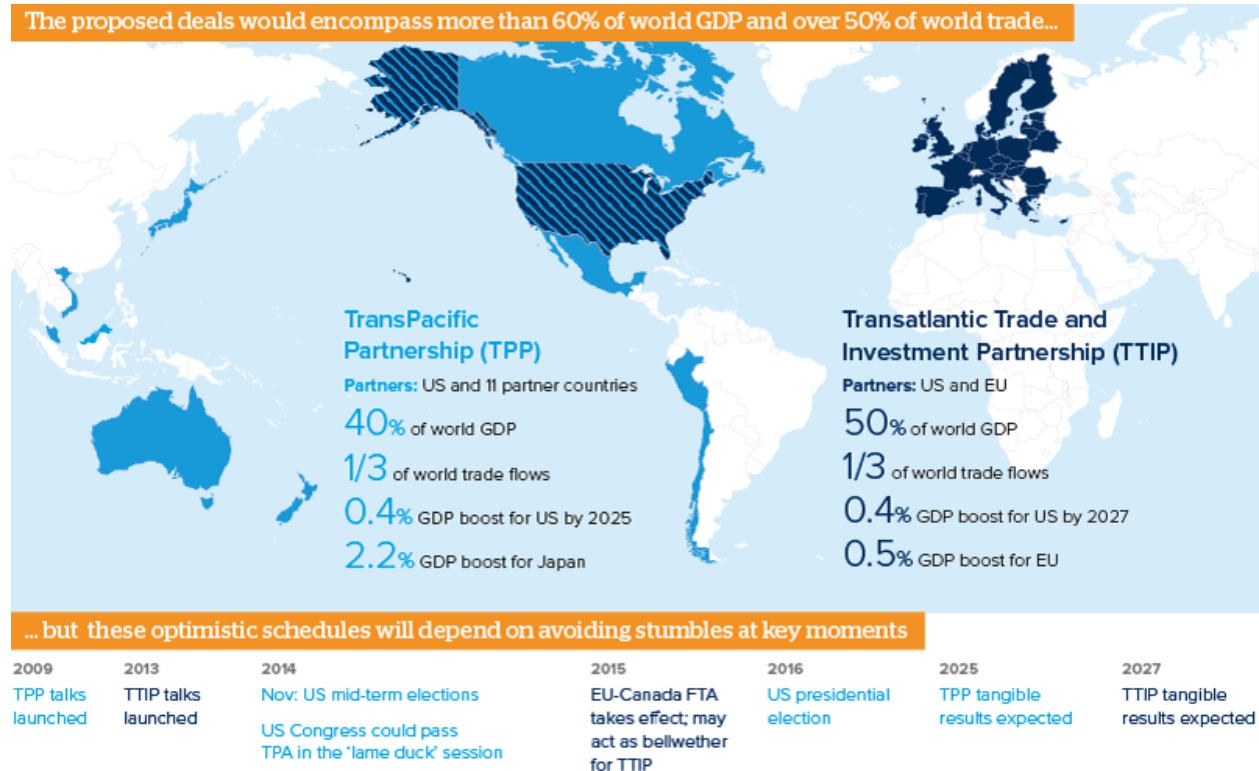 The proposed deals would encompass more than 60% of world GDP and over 50% of world trade...
TransPacific
Partnership (TPP)
Partners: US and 11 partner countries
40% of world GDP
1/3 of world trade flows
0.4% GDP boost for US by 2025
2.2% GDP boost for Japan
Transatlantic Trade and
Investment Partnership (TTIP)
Partners: US and EU
50% of world GDP
1/3 of world trade flows
0.4% GDP boost for US by 2027
0.5% GDP boost for EU
... but these optimistic schedules will depend on avoiding stumbles at key moments
2009
TPP talks
launched
2013
TTIP talks
launched
2014
Nov: US mid-term elections
US Congress could pass
TPA in the ‘lame duck’ session
2015
EU-Canada FTA
takes effect; may
act as bellwether
for TTIP
2016
US presidential
election
2025
TPP tangible
results expected
2027
TTIP tangible
results expected